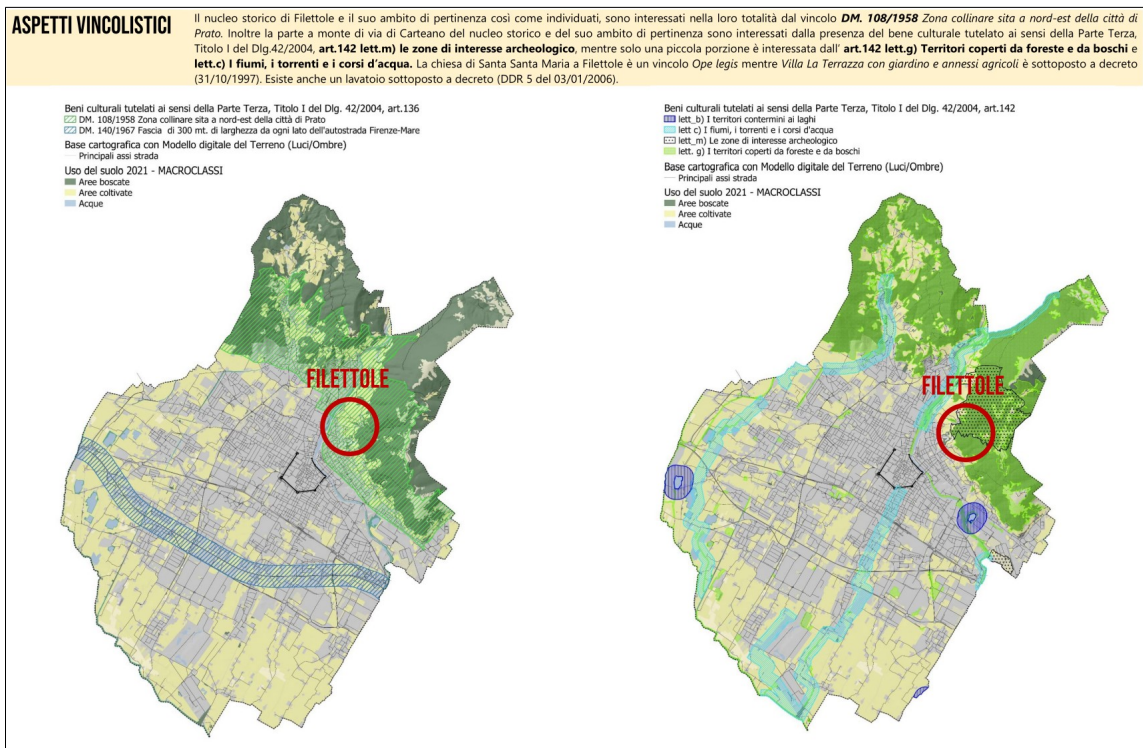 ASPETTI VINCOLISTICI
Il nucleo storico di Filettole e il suo ambito di pertinenza così come individuati, sono interessati nella loro totalità dal vincolo DM. 108/1958 Zona collinare sita a nord-est della città di
Prato. Inoltre la parte a monte di via di Carteano del nucleo storico e del suo ambito di pertinenza sono interessati dalla presenza del bene culturale tutelato ai sensi della Parte Terza,
Titolo I del Dlg.42/2004, art.142 lett.m) le zone di interesse archeologico, mentre solo una piccola porzione è interessata dall' art.142 lett.g) Territori coperti da foreste e da boschi e
lett.c) I fiumi, i torrenti e i corsi d'acqua. La chiesa di Santa Santa Maria a Filettole è un vincolo Ope legis mentre Villa La Terrazza con giardino e annessi agricoli è sottoposto a decreto
(31/10/1997). Esiste anche un lavatoio sottoposto a decreto (DDR 5 del 03/01/2006).
Beni culturali tutelati ai sensi della Parte Terza, Titolo I del Dlg. 42/2004, art.136
DM. 108/1958 Zona collinare sita a nord-est della città di Prato
DM. 140/1967 Fascia di 300 mt. di larghezza da ogni lato dell'autostrada Firenze-Mare
Base cartografica con Modello digitale del Terreno (Luci/Ombre)
Principali assi strada
Uso del suolo 2021 - MACROCLASSI
Aree boscate
Aree coltivate
Acque
FILETTOLE
Beni culturali tutelati ai sensi della Parte Terza, Titolo I del Dlg. 42/2004, art.142
lett_b) I territori contermini ai laghi
lett c) I fiumi, i torrenti e i corsi d'acqua
lett_m) Le zone di interesse archeologico
lett. g) I territori coperti da foreste e da boschi
Base cartografica con Modello digitale del Terreno (Luci/Ombre)
Principali assi strada
Uso del suolo 2021 - MACROCLASSI
Aree boscate
Aree coltivate
Acque
FILETTOLE